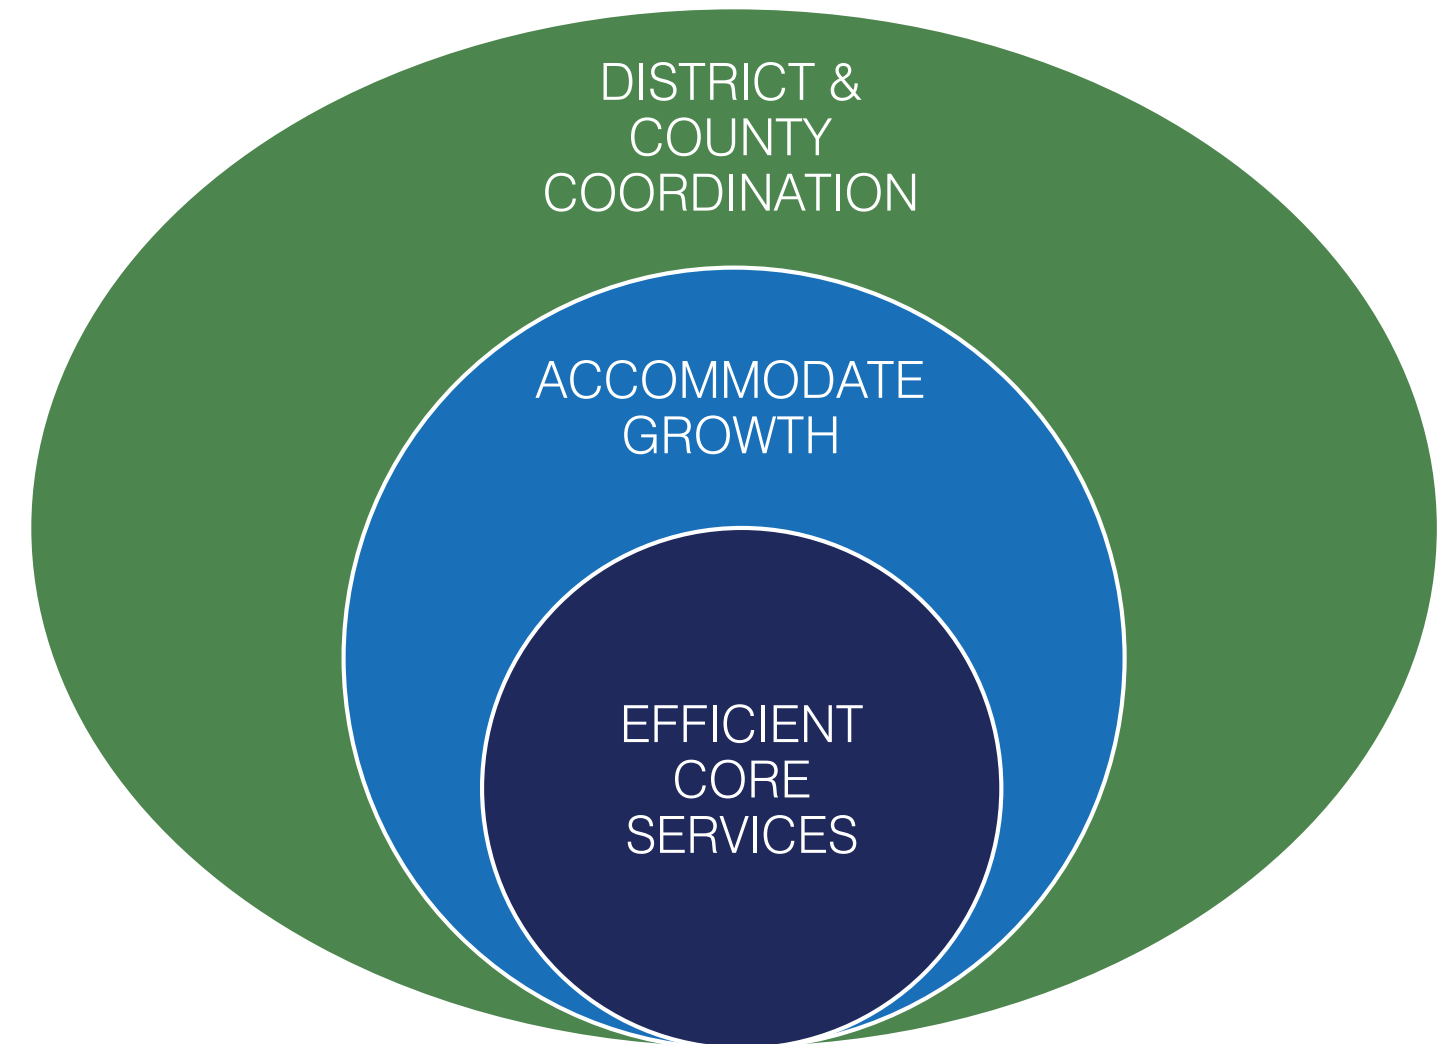 DISTRICT &
COUNTY
COORDINATION
ACCOMMODATE
GROWTH
EFFICIENT
CORE
SERVICES